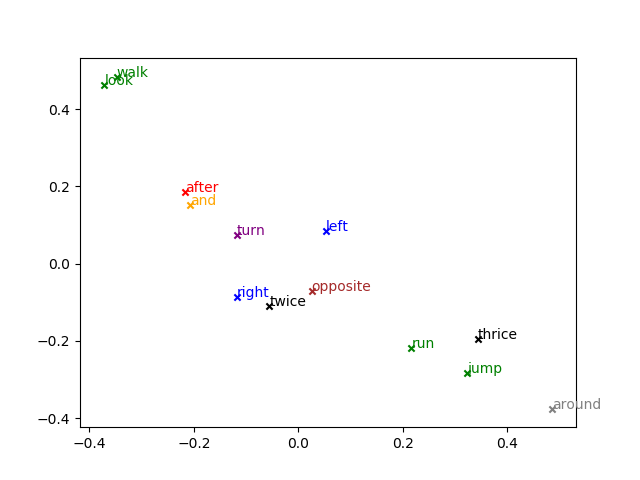 walk
look
0.4
after
0.2
and
turn
left
0.0
opposite
right
twice
thrice
−0.2
run
jump
around
−0.4
−0.4
−0.2
0.0
0.2
0.4